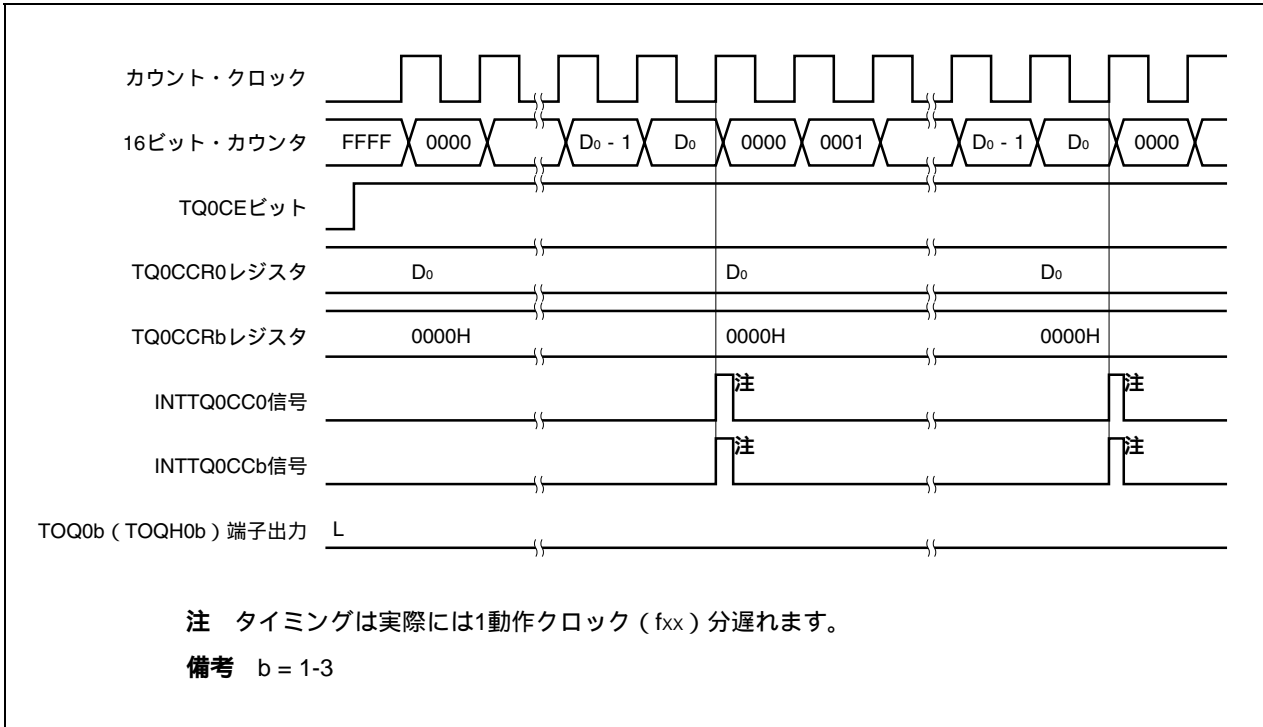 カウント・クロック
16ビット・カウンタ FFFF 0000 D0 - 1 D0 0000 0001 D0 - 1 D0 0000
TQ0CEビット
TQ0CCR0レジスタ D0 D0 D0
TQ0CCRbレジスタ 0000H 0000H 0000H
INTTQ0CC0信号 注 注
INTTQ0CCb信号 注 注
TOQ0b（TOQH0b）端子出力 L
注 タイミングは実際には1動作クロック（fxx）分遅れます。
備考 b = 1-3